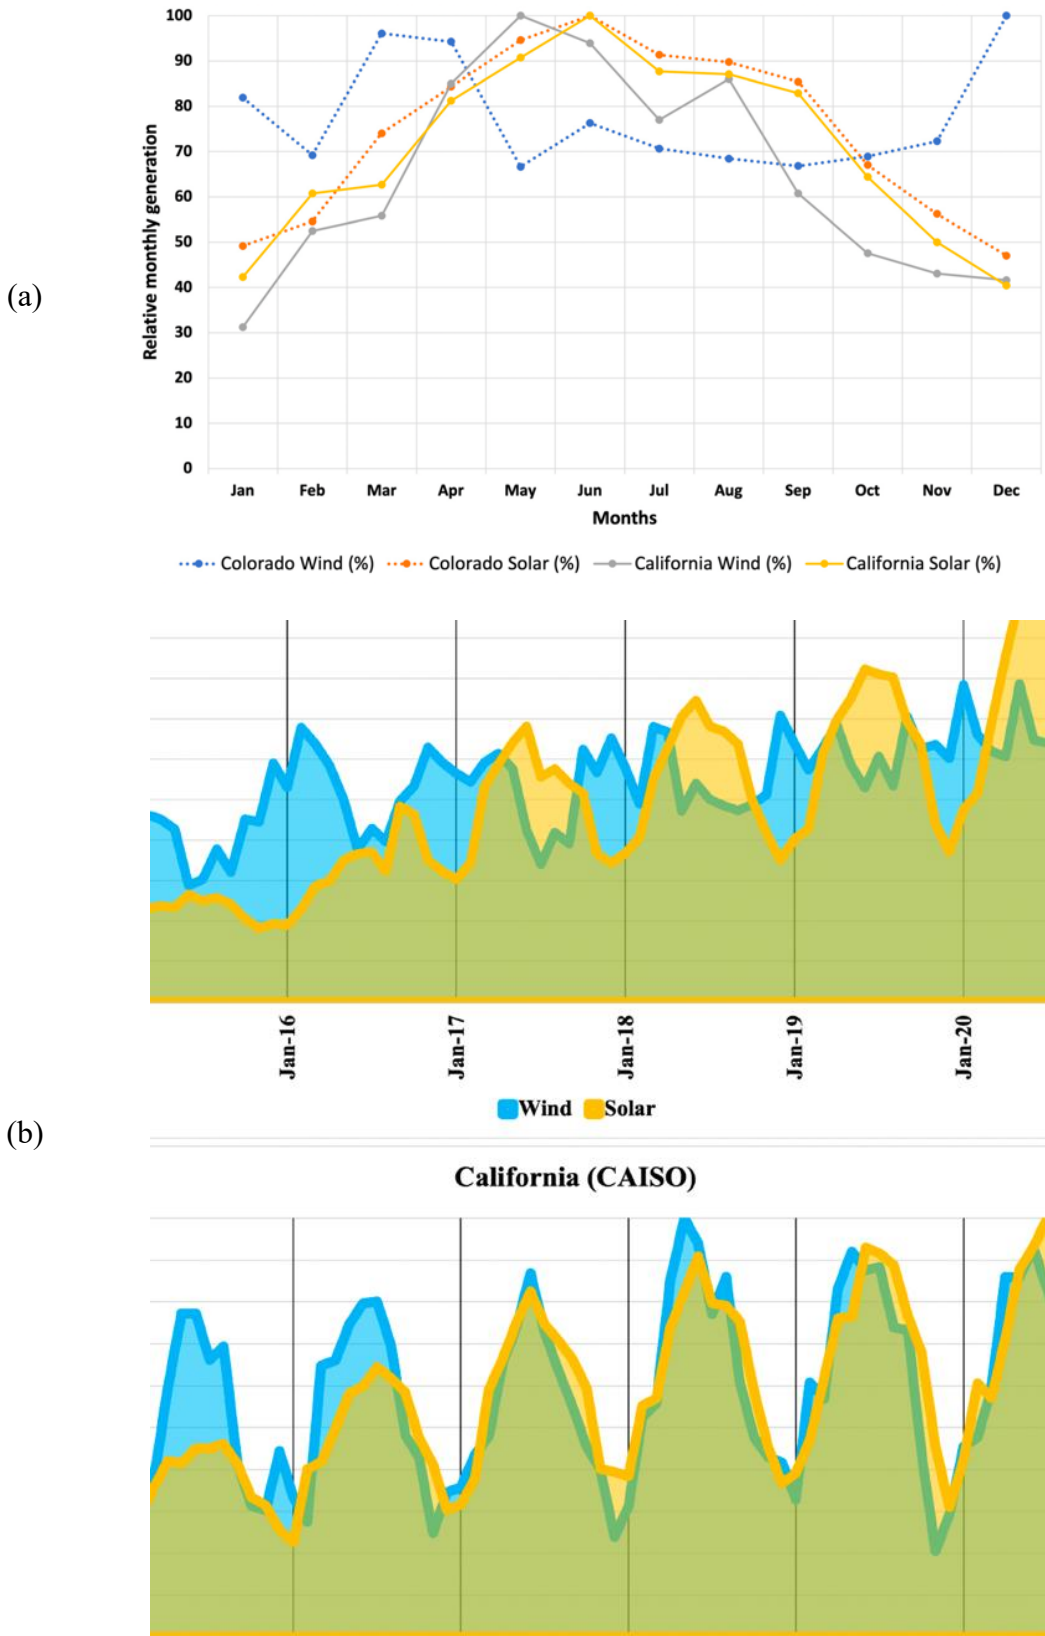 100
90
80
70
60
50
40
30
20
10
0
Relative monthly generation
Jan Feb Mar Apr May Jun Jul Aug Sep Oct Nov Dec
Months
Colorado Wind (%) Colorado Solar (%) California Wind (%) California Solar (%)
(a)
Jan-16 Jan-17 Jan-18 Jan-19 Jan-20
Wind Solar
(b)
California (CAISO)